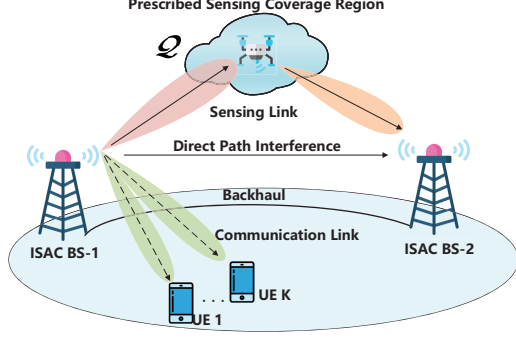 Prescribed Sensing Coverage Region
𝓠
Sensing Link
Direct Path Interference
Backhaul
ISAC BS-1
Communication Link
ISAC BS-2
. . .
UE K
UE 1